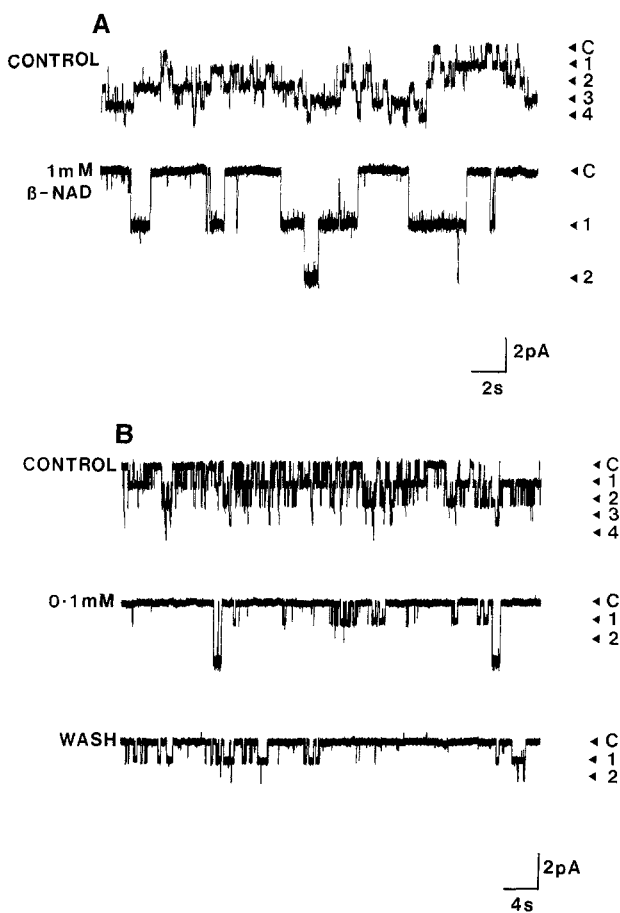 A
CONTROL
◄ C
◄ 1
◄ 2
◄ 3
◄ 4
1mM
ß-NAD
◄ C
◄ 1
◄ 2
2pA
2s
B
CONTROL
◄ C
◄ 1
◄ 2
◄ 3
◄ 4
0·1mM
◄ C
◄ 1
◄ 2
WASH
◄ C
◄ 1
◄ 2
2pA
4s